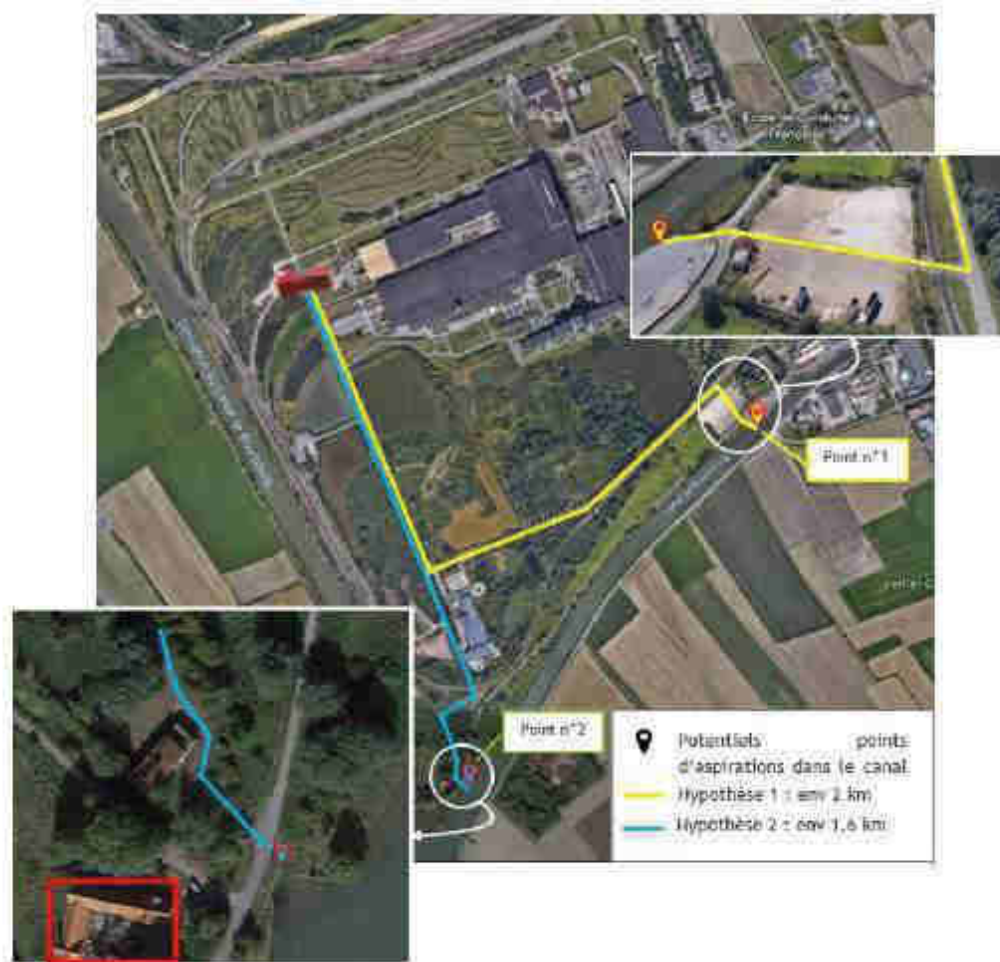 Point n°1
Point n°2
Potentiels points
d'aspirations dans le canal
Hypothèse 1 : env 2 km
Hypothèse 2 : env 1,6 km